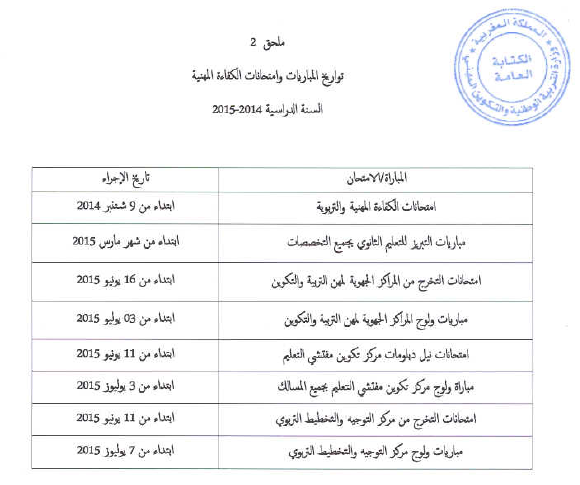 المملكة المغربية
الكتابة
العامة
ملحق 2
تواريخ المباريات وامتحانات الكفاءة المهنية
السنة الدراسية 2014-2015
المباراة/الامتحان تاريخ الإجراء
امتحانات الكفاءة المهنية والتربوية ابتداء من 9 شتنبر 2014
مباريات التبريز للتعليم الثانوي بجميع التخصصات ابتداء من شهر مارس 2015
امتحانات التخرج من المراكز الجهوية لمهن التربية والتكوين ابتداء من 16 يونيو 2015
مباريات ولوج المراكز الجهوية لمهن التربية والتكوين ابتداء من 03 يوليو 2015
امتحانات نيل دبلومات مركز تكوين مفتشي التعليم ابتداء من 11 يونيو 2015
مباراة ولوج مركز تكوين مفتشي التعليم بجميع المسالك ابتداء من 3 يوليوز 2015
امتحانات التخرج من مركز التوجيه والتخطيط التربوي ابتداء من 11 يونيو 2015
مباريات ولوج مركز التوجيه والتخطيط التربوي ابتداء من 7 يوليوز 2015